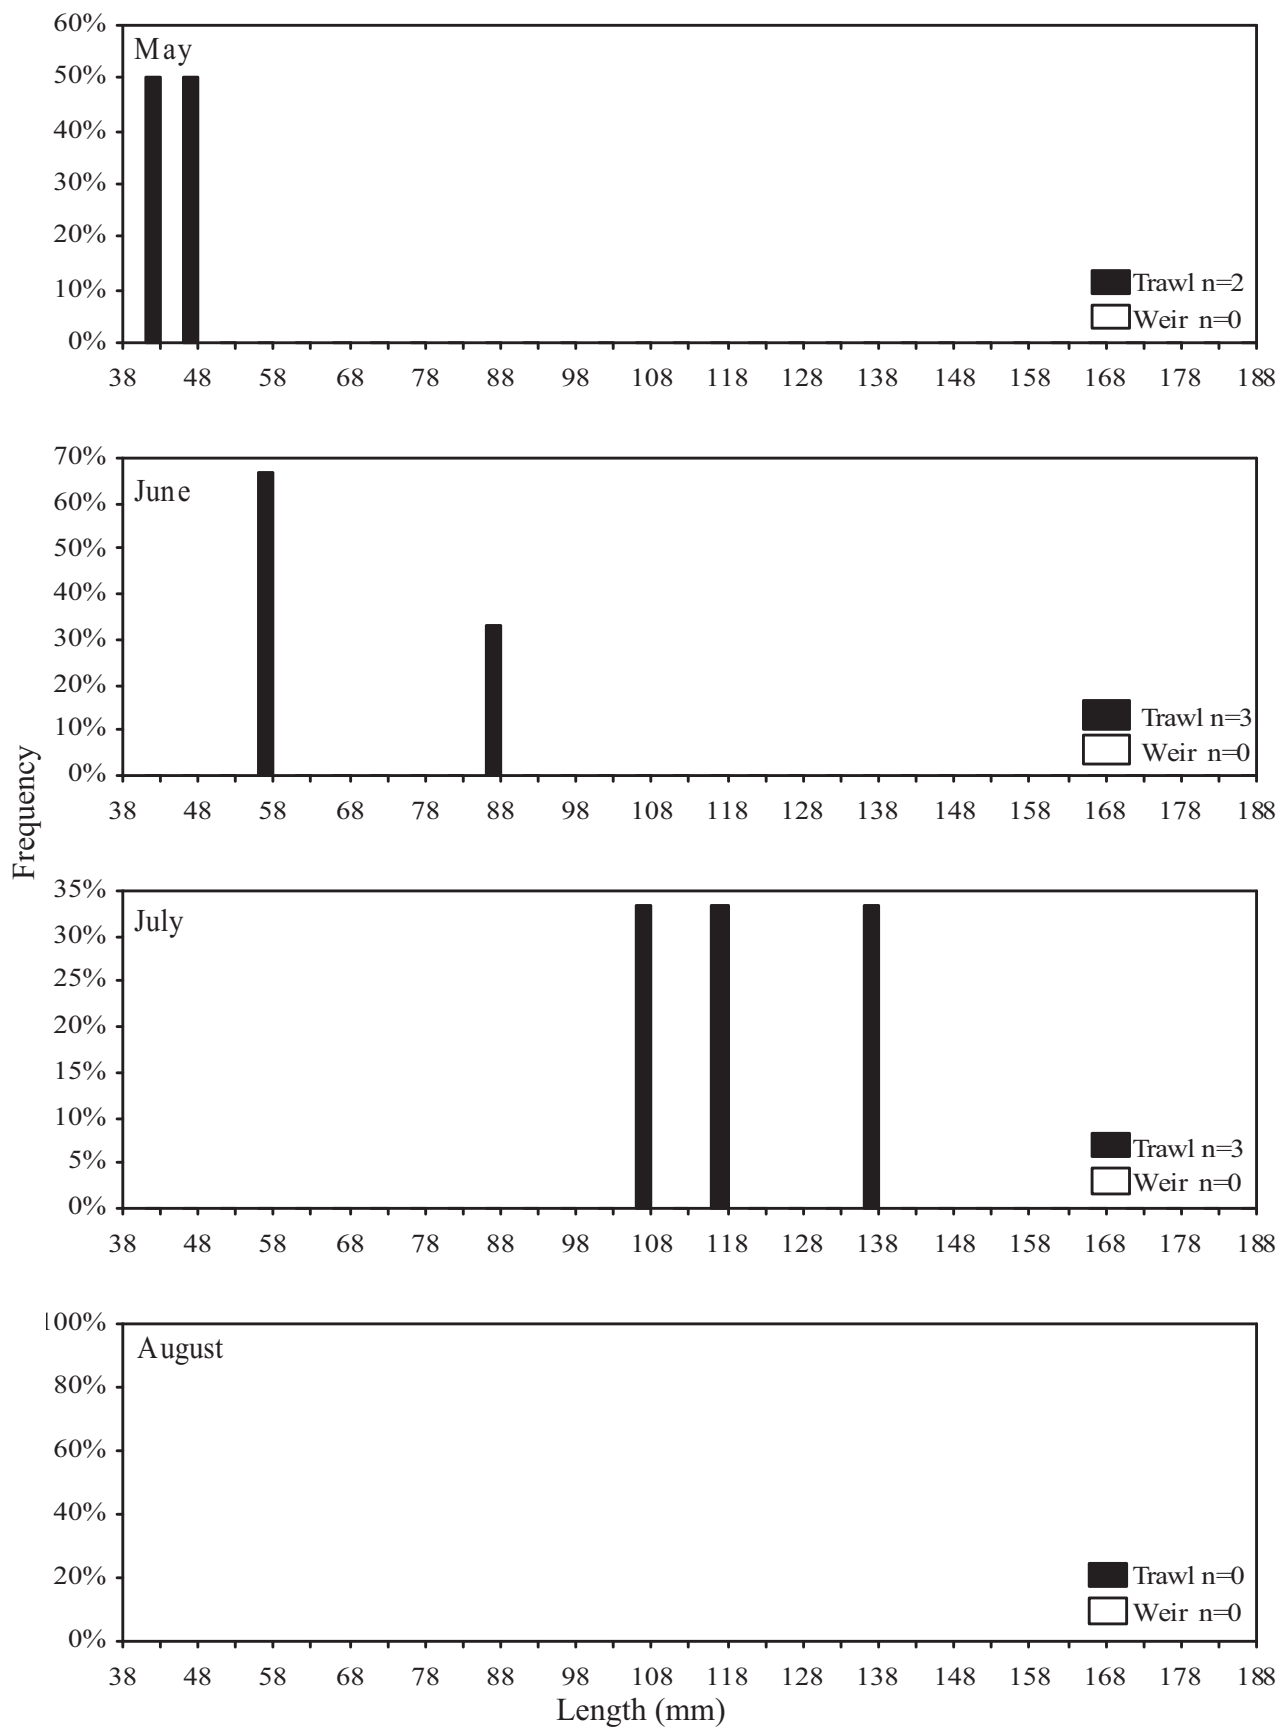 60%
May
50%
40%
30%
20%
10%
0%
Trawl n=2
Weir n=0
38 48 58 68 78 88 98 108 118 128 138 148 158 168 178 188
70%
June
60%
50%
40%
30%
20%
10%
0%
Trawl n=3
Weir n=0
38 48 58 68 78 88 98 108 118 128 138 148 158 168 178 188
Frequency
35%
July
30%
25%
20%
15%
10%
5%
0%
Trawl n=3
Weir n=0
38 48 58 68 78 88 98 108 118 128 138 148 158 168 178 188
100%
August
80%
60%
40%
20%
0%
Trawl n=0
Weir n=0
38 48 58 68 78 88 98 108 118 128 138 148 158 168 178 188
Length (mm)